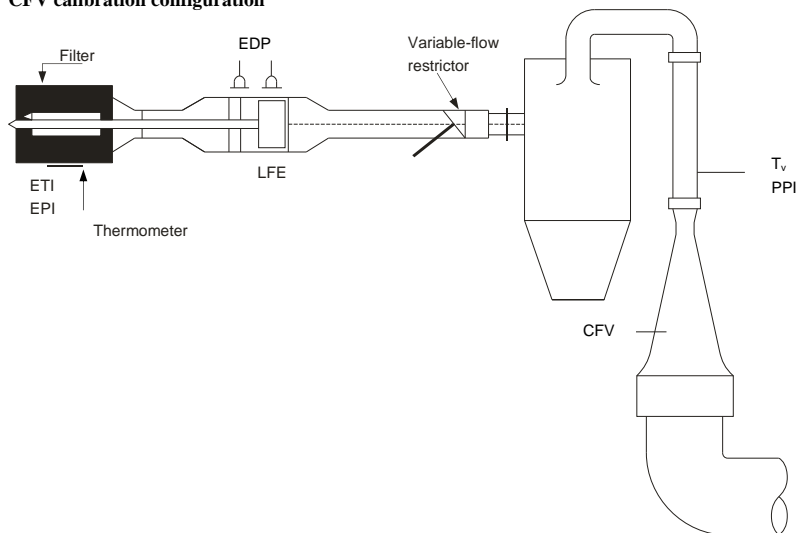 CFV calibration configuration
Filter
EDP
Variable-flow
restrictor
LFE
ETI
EPI
Thermometer
Tv
PPI
CFV